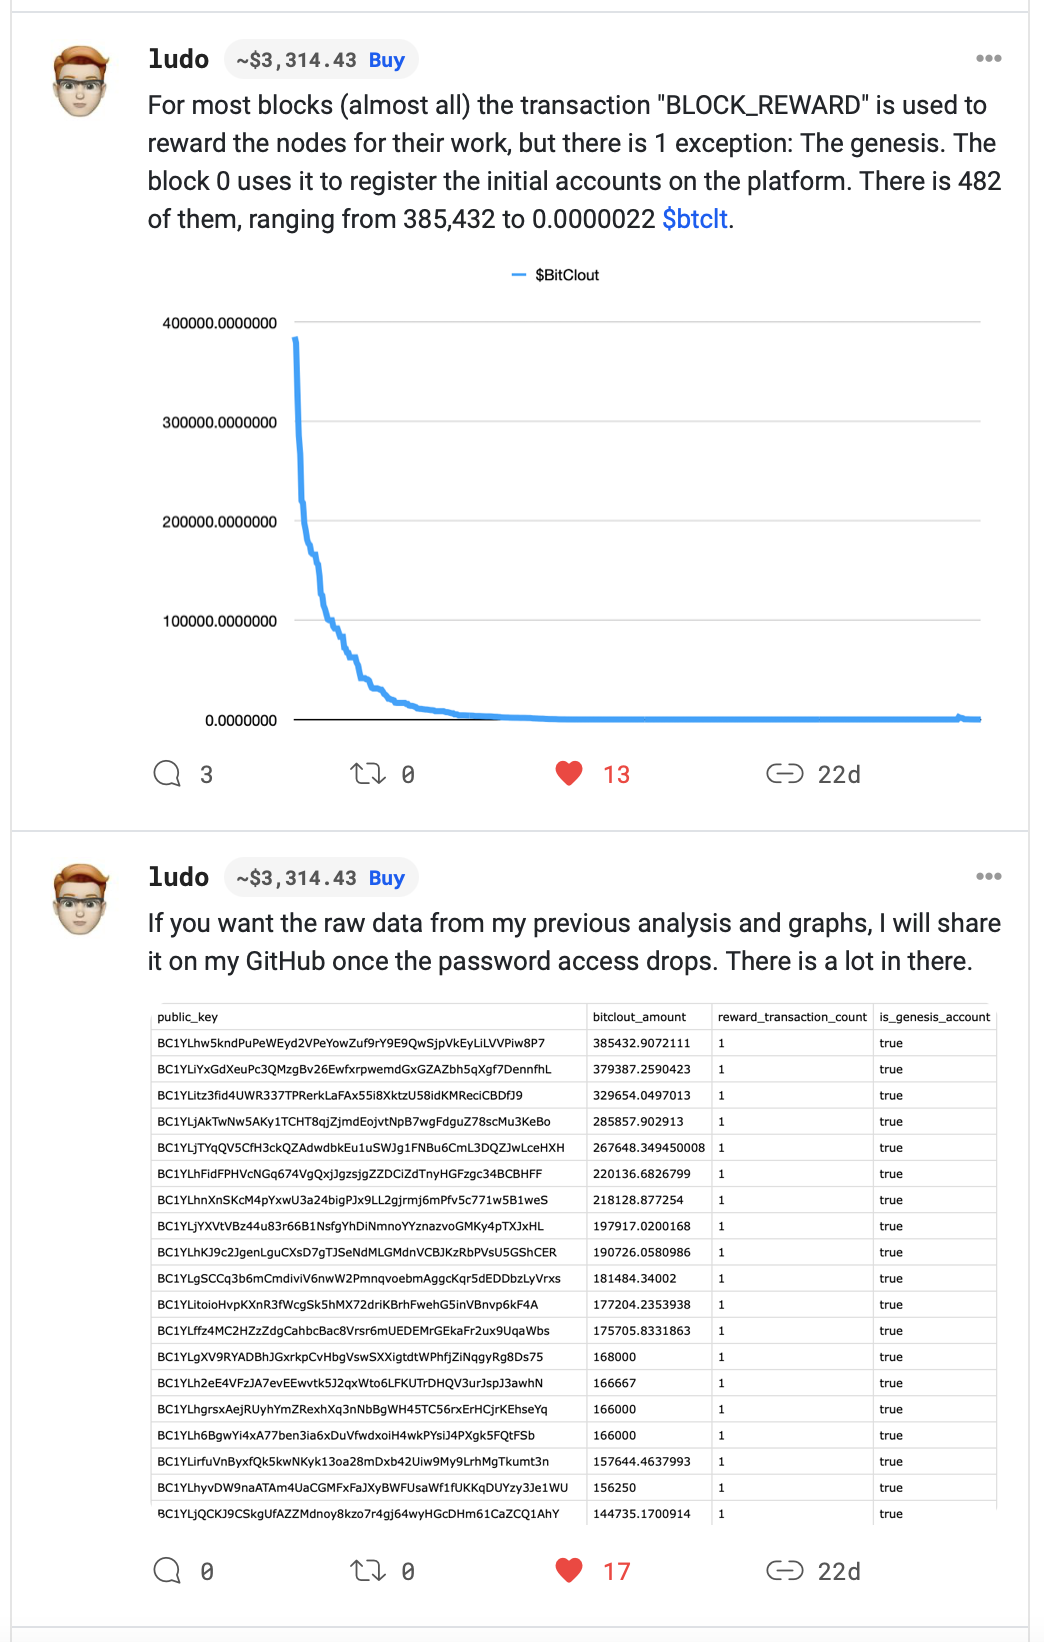 ludo ~$3,314.43 Buy
For most blocks (almost all) the transaction "BLOCK_REWARD" is used to
reward the nodes for their work, but there is 1 exception: The genesis. The
block 0 uses it to register the initial accounts on the platform. There is 482
of them, ranging from 385,432 to 0.0000022 $btclt.
$BitClout
400000.0000000
300000.0000000
200000.0000000
100000.0000000
0.0000000
3 0 13 22d
ludo ~$3,314.43 Buy
If you want the raw data from my previous analysis and graphs, I will share
it on my GitHub once the password access drops. There is a lot in there.
public_key bitclout_amount reward_transaction_count is_genesis_account
BC1YLhw5kndPuPeWEyd2VPeYowZuf9rY9E9QwSjpVkEyLiLVVPiw8P7 385432.9072111 1 true
BC1YLiYxGdXeuPc3QMzgBv26EwfxrpwemdGxGZAZbh5qXgf7DennfhL 379387.2590423 1 true
BC1YLitz3fid4UWR337TPRerkLaFAx55i8XktzU58idKMReciCBDfJ9 329654.0497013 1 true
BC1YLjAkTwNw5AKy1TCHT8qjZjmdEojvtNpB7wgFdguZ78scMu3KeBo 285857.902913 1 true
BC1YLjTYqQV5CfH3ckQZAdwdbkEu1uSWJg1FNBu6CmL3DQZJwLceHXH 267648.349450008 1 true
BC1YLhFidFPHVcNGq674VgQxjJgzsjgZZDCiZdTnyHGFzgc34BCBHFF 220136.6826799 1 true
BC1YLhnXnSKcM4pYxwU3a24bigPJx9LL2gjrmj6mPfv5c771w5B1weS 218128.877254 1 true
BC1YLjYXVtVBz44u83r66B1NsfgYhDiNmnoYYznazvoGMKy4pTXJxHL 197917.0200168 1 true
BC1YLhKJ9c2JgenLguCXsD7gTJSeNdMLGMdnVCBJKzRbPVsU5GShCER 190726.0580986 1 true
BC1YLgSCCq3b6mCmdiviV6nwW2PmnqvoebmAggcKqr5dEDDbzLyVrxs 181484.34002 1 true
BC1YLitoioHvpKXnR3fWcgSk5hMX72driKBrhFwehG5inVBnvp6kF4A 177204.2353938 1 true
BC1YLffz4MC2HZzZdgCahbcBac8Vrsr6mUEDEMrGEkaFr2ux9UqaWbs 175705.8331863 1 true
BC1YLgXV9RYADBhJGxrkpCvHbgVswSXXigtdtWPhfjZiNqgyRg8Ds75 168000 1 true
BC1YLh2eE4VFzJA7evEEwvtk5J2qxWto6LFKUTrDHQV3urJspJ3awhN 166667 1 true
BC1YLhgrsxAejRUyhYmZRexhXq3nNbBgWH45TC56rxErHCjrKEhseYq 166000 1 true
BC1YLh6BgwYi4xA77ben3ia6xDuVfwdxoiH4wkPYsiJ4PXgk5FQtFSb 166000 1 true
BC1YLirfuVnByxfQk5kwNKyk13oa28mDxb42Uiw9My9LrhMgTkumt3n 157644.4637993 1 true
BC1YLhyvDW9naATAm4UaCGMFxFaJXyBWFUsaWf1fUKKqDUYzy3Je1WU 156250 1 true
BC1YLjQCKJ9CSkgUfAZZMdnoy8kzo7r4gj64wyHGcDHm61CaZCQ1AhY 144735.1700914 1 true
0 0 17 22d